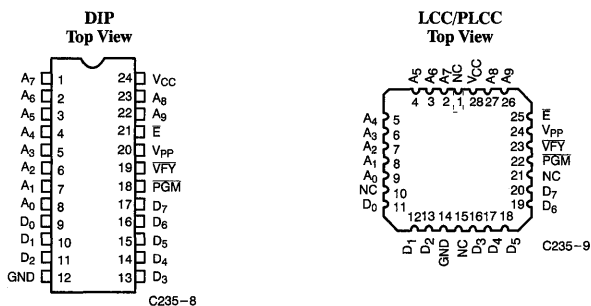 DIP
Top View
A7 1 24 VCC
A6 2 23 A8
A5 3 22 A9
A4 4 21 E̅
A3 5 20 VPP
A2 6 19 V̅F̅Y̅
A1 7 18 P̅G̅M̅
A0 8 17 D7
D0 9 16 D6
D1 10 15 D5
D2 11 14 D4
GND 12 13 D3
C235-8
LCC/PLCC
Top View
A5 A6 A7 NC VCC A8 A9
4 3 2 1 28 27 26
A4 5 25 E̅
A3 6 24 VPP
A2 7 23 V̅F̅Y̅
A1 8 22 P̅G̅M̅
A0 9 21 NC
NC 10 20 D7
D0 11 19 D6
12 13 14 15 16 17 18
D1 D2 GND NC D3 D4 D5
C235-9